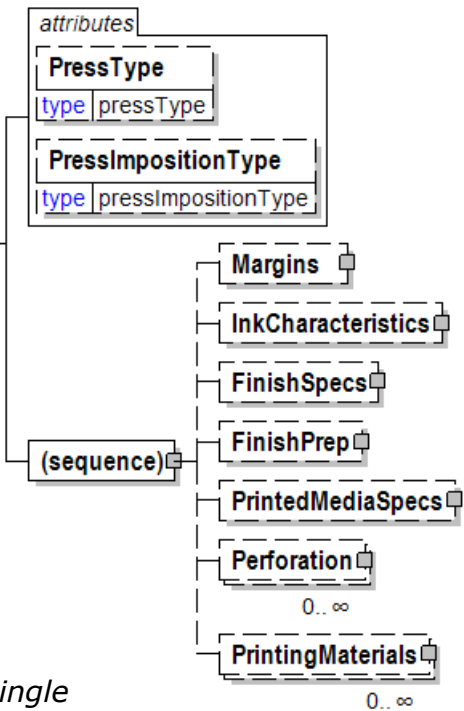 attributes
PressType
type pressType
PressImpositionType
type pressImpositionType
Margins
InkCharacteristics
FinishSpecs
FinishPrep
(sequence)
PrintedMediaSpecs
Perforation
0.. ∞
PrintingMaterials
ingle
0.. ∞